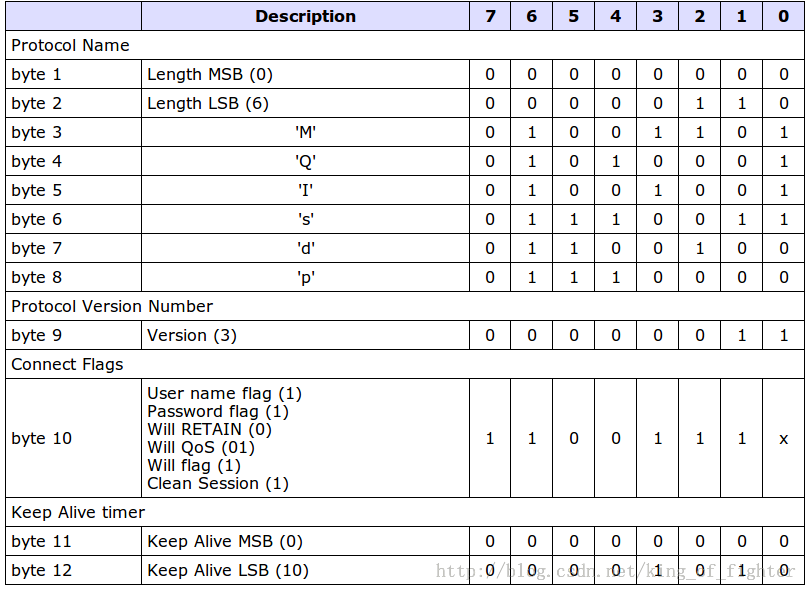 Description 7 6 5 4 3 2 1 0
Protocol Name
byte 1 Length MSB (0) 0 0 0 0 0 0 0 0
byte 2 Length LSB (6) 0 0 0 0 0 1 1 0
byte 3 'M' 0 1 0 0 1 1 0 1
byte 4 'Q' 0 1 0 1 0 0 0 1
byte 5 'I' 0 1 0 0 1 0 0 1
byte 6 's' 0 1 1 1 0 0 1 1
byte 7 'd' 0 1 1 0 0 1 0 0
byte 8 'p' 0 1 1 1 0 0 0 0
Protocol Version Number
byte 9 Version (3) 0 0 0 0 0 0 1 1
Connect Flags
User name flag (1)
Password flag (1)
Will RETAIN (0)
byte 10 Will QoS (01) 1 1 0 0 1 1 1 x
Will flag (1)
Clean Session (1)
Keep Alive timer
byte 11 Keep Alive MSB (0) 0 0 0 0 0 0 0 0
byte 12 Keep Alive LSB (10) 0 0 0 0 1 0 1 0
http://blog.csdn.net/king_of_fighter